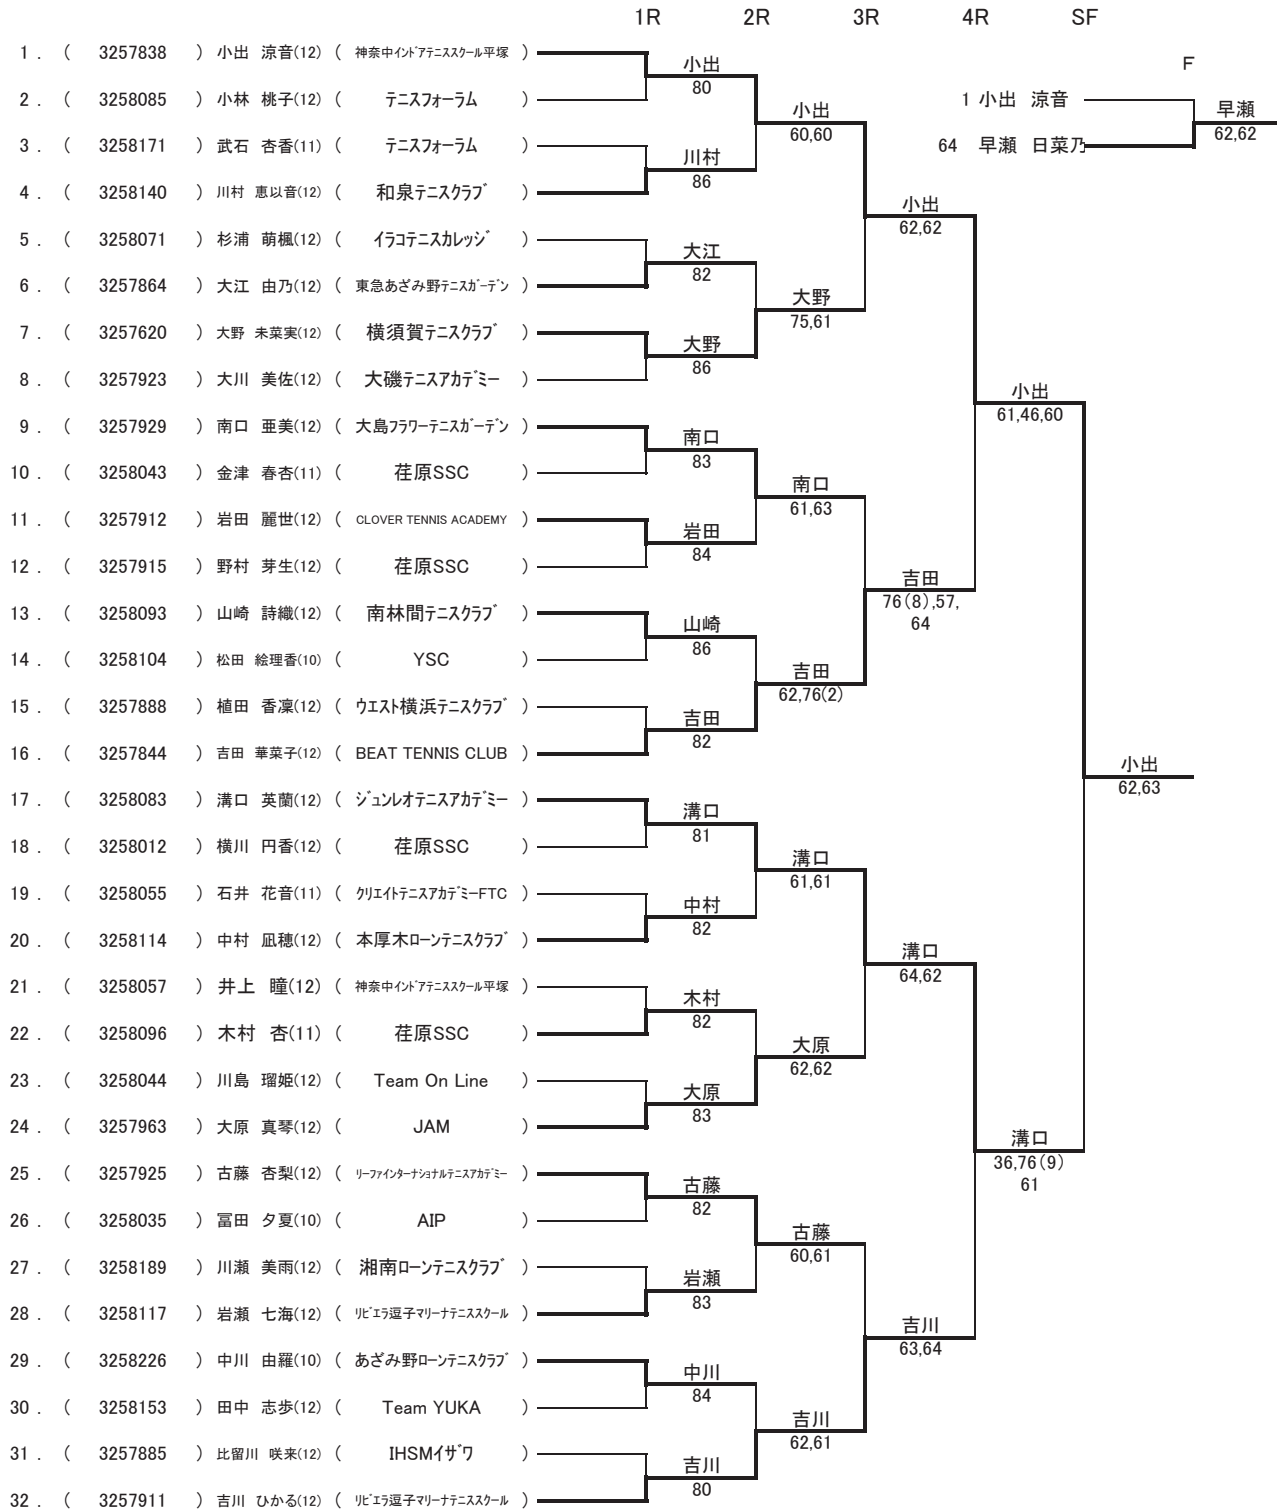 1R 2R 3R 4R SF
F
1 小出 涼音
64 早瀬 日菜乃
早瀬
62,62
1 . ( 3257838 ) 小出 涼音(12) ( 神奈中インドアテニススクール平塚 )
2 . ( 3258085 ) 小林 桃子(12) ( テニスフォーラム )
3 . ( 3258171 ) 武石 杏香(11) ( テニスフォーラム )
4 . ( 3258140 ) 川村 恵以音(12) ( 和泉テニスクラブ )
5 . ( 3258071 ) 杉浦 萌楓(12) ( イラコテニスカレッジ )
6 . ( 3257864 ) 大江 由乃(12) ( 東急あざみ野テニスガーデン )
7 . ( 3257620 ) 大野 未菜実(12) ( 横須賀テニスクラブ )
8 . ( 3257923 ) 大川 美佐(12) ( 大磯テニスアカデミー )
9 . ( 3257929 ) 南口 亜美(12) ( 大島フラワーテニスガーデン )
10 . ( 3258043 ) 金津 春杏(11) ( 荏原SSC )
11 . ( 3257912 ) 岩田 麗世(12) ( CLOVER TENNIS ACADEMY )
12 . ( 3257915 ) 野村 芽生(12) ( 荏原SSC )
13 . ( 3258093 ) 山崎 詩織(12) ( 南林間テニスクラブ )
14 . ( 3258104 ) 松田 絵理香(10) ( YSC )
15 . ( 3257888 ) 植田 香凜(12) ( ウエスト横浜テニスクラブ )
16 . ( 3257844 ) 吉田 華菜子(12) ( BEAT TENNIS CLUB )
17 . ( 3258083 ) 溝口 英蘭(12) ( ジュンレオテニスアカデミー )
18 . ( 3258012 ) 横川 円香(12) ( 荏原SSC )
19 . ( 3258055 ) 石井 花音(11) ( クリエイトテニスアカデミーFTC )
20 . ( 3258114 ) 中村 凪穂(12) ( 本厚木ローンテニスクラブ )
21 . ( 3258057 ) 井上 瞳(12) ( 神奈中インドアテニススクール平塚 )
22 . ( 3258096 ) 木村 杏(11) ( 荏原SSC )
23 . ( 3258044 ) 川島 瑠姫(12) ( Team On Line )
24 . ( 3257963 ) 大原 真琴(12) ( JAM )
25 . ( 3257925 ) 古藤 杏梨(12) ( リーファインターナショナルテニスアカデミー )
26 . ( 3258035 ) 冨田 夕夏(10) ( AIP )
27 . ( 3258189 ) 川瀬 美雨(12) ( 湘南ローンテニスクラブ )
28 . ( 3258117 ) 岩瀬 七海(12) ( リビエラ逗子マリーナテニススクール )
29 . ( 3258226 ) 中川 由羅(10) ( あざみ野ローンテニスクラブ )
30 . ( 3258153 ) 田中 志歩(12) ( Team YUKA )
31 . ( 3257885 ) 比留川 咲来(12) ( IHSMイザワ )
32 . ( 3257911 ) 吉川 ひかる(12) ( リビエラ逗子マリーナテニススクール )
小出
80
川村
86
大江
82
大野
86
南口
83
岩田
84
山崎
86
吉田
82
溝口
81
中村
82
木村
82
大原
83
古藤
82
岩瀬
83
中川
84
吉川
80
小出
60,60
大野
75,61
南口
61,63
吉田
62,76(2)
溝口
61,61
大原
62,62
古藤
60,61
吉川
62,61
小出
62,62
吉田
76(8),57,
64
溝口
64,62
吉川
63,64
小出
61,46,60
溝口
36,76(9)
61
小出
62,63